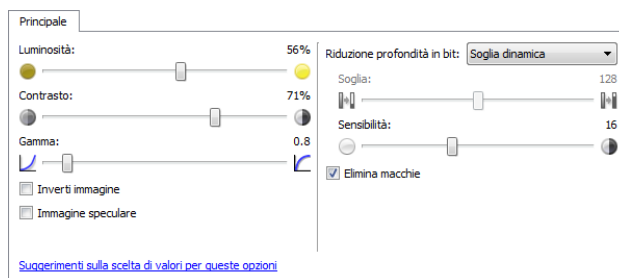 Principale
Luminosità: 56%
Contrasto: 71%
Gamma: 0.8
Inverti immagine
Immagine speculare
Suggerimenti sulla scelta di valori per queste opzioni
Riduzione profondità in bit: Soglia dinamica
Soglia: 128
Sensibilità: 16
Elimina macchie